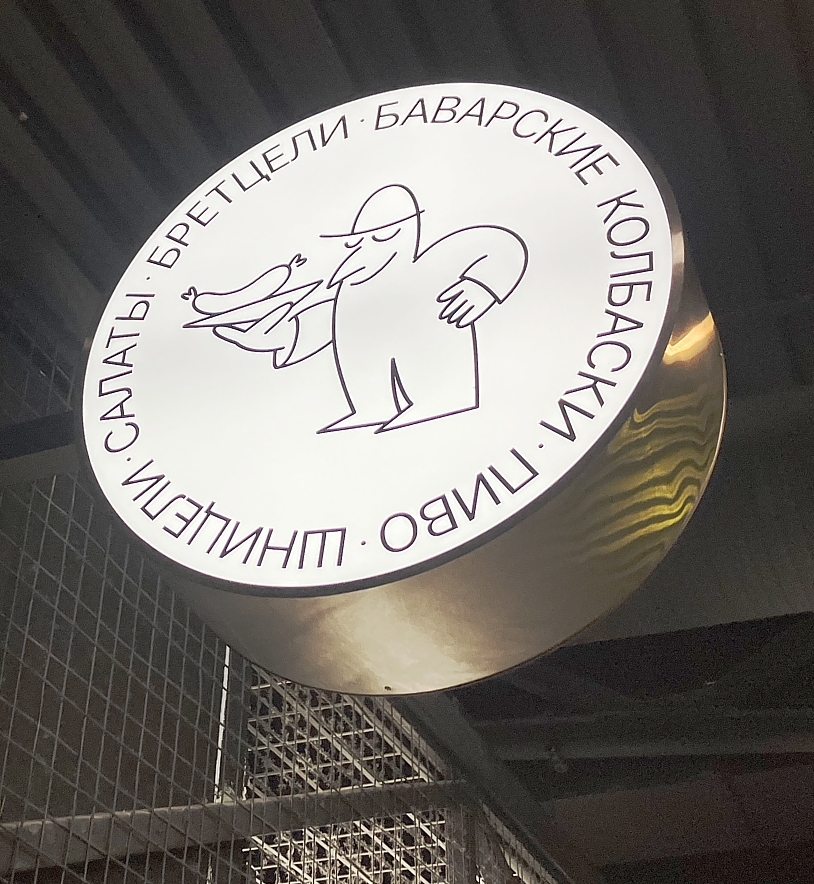 БРЕТЦЕЛИ · БАВАРСКИЕ КОЛБАСКИ · ПИВО · ШНИЦЕЛИ · САЛАТЫ ·